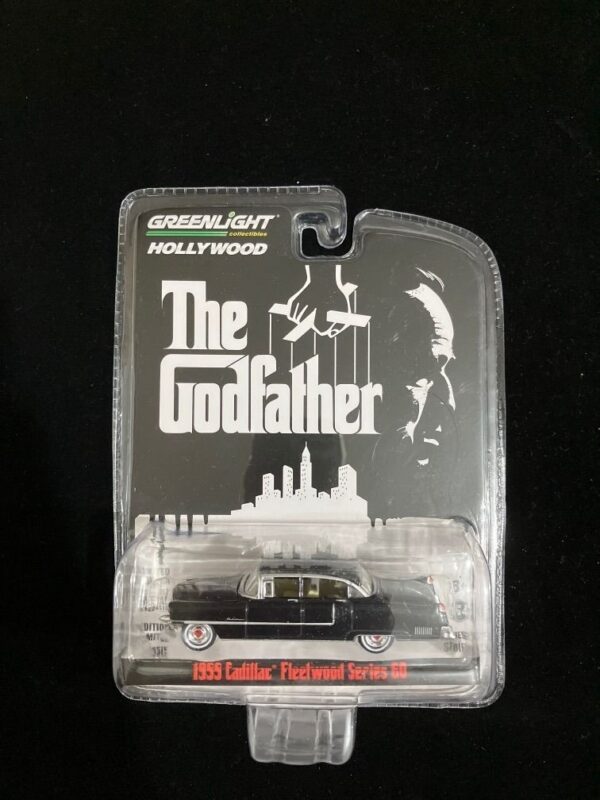 GREENLiGHT
collectibles
HOLLYWOOD
The
Godfather
1955 Cadillac Fleetwood Series 60